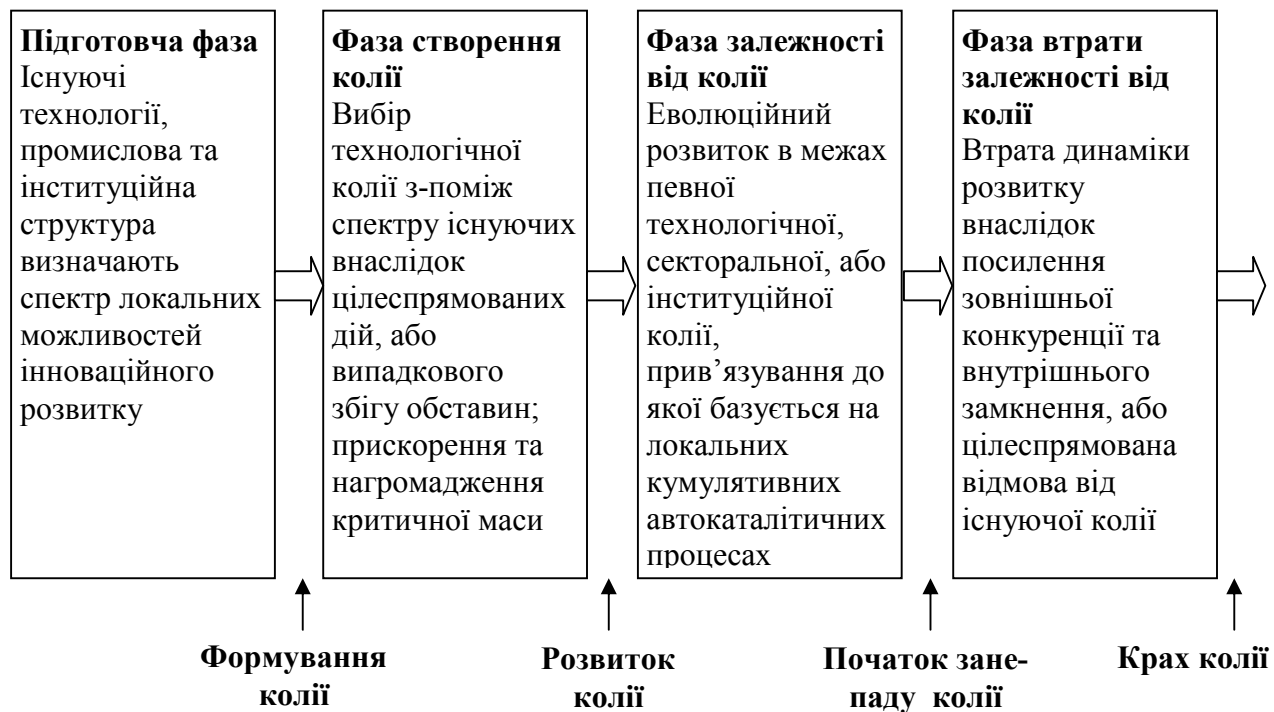 Підготовча фаза
Існуючі
технології,
промислова та
інституційна
структура
визначають
спектр локальних
можливостей
інноваційного
розвитку
Фаза створення
колії
Вибір
технологічної
колії з-поміж
спектру існуючих
внаслідок
цілеспрямованих
дій, або
випадкового
збігу обставин;
прискорення та
нагромадження
критичної маси
Фаза залежності
від колії
Еволюційний
розвиток в межах
певної
технологічної,
секторальної, або
інституційної
колії,
прив’язування до
якої базується на
локальних
кумулятивних
автокаталітичних
процесах
Фаза втрати
залежності від
колії
Втрата динаміки
розвитку
внаслідок
посилення
зовнішньої
конкуренції та
внутрішнього
замкнення, або
цілеспрямована
відмова від
існуючої колії
Формування
колії
Розвиток
колії
Початок зане-
паду колії
Крах колії